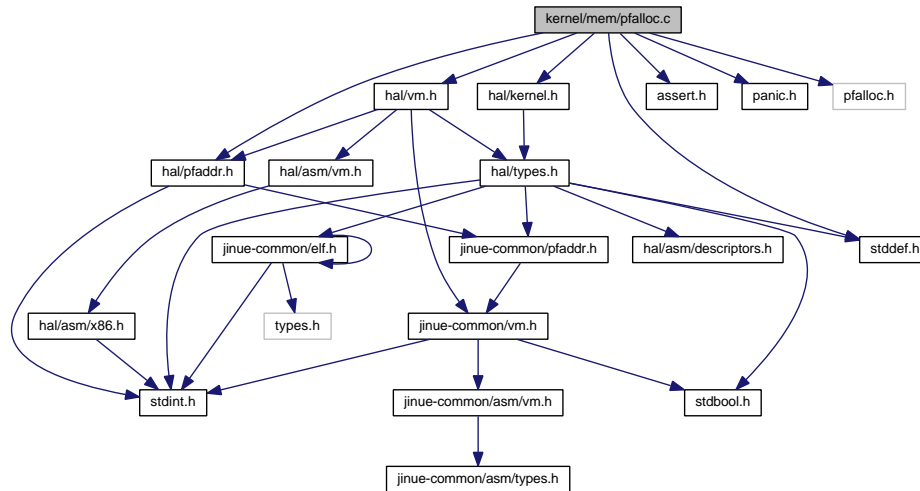 kernel/mem/pfalloc.c
hal/vm.h
hal/kernel.h
assert.h
panic.h
pfalloc.h
hal/pfaddr.h
hal/asm/vm.h
hal/types.h
jinue-common/elf.h
jinue-common/pfaddr.h
hal/asm/descriptors.h
stddef.h
hal/asm/x86.h
types.h
jinue-common/vm.h
stdint.h
jinue-common/asm/vm.h
stdbool.h
jinue-common/asm/types.h